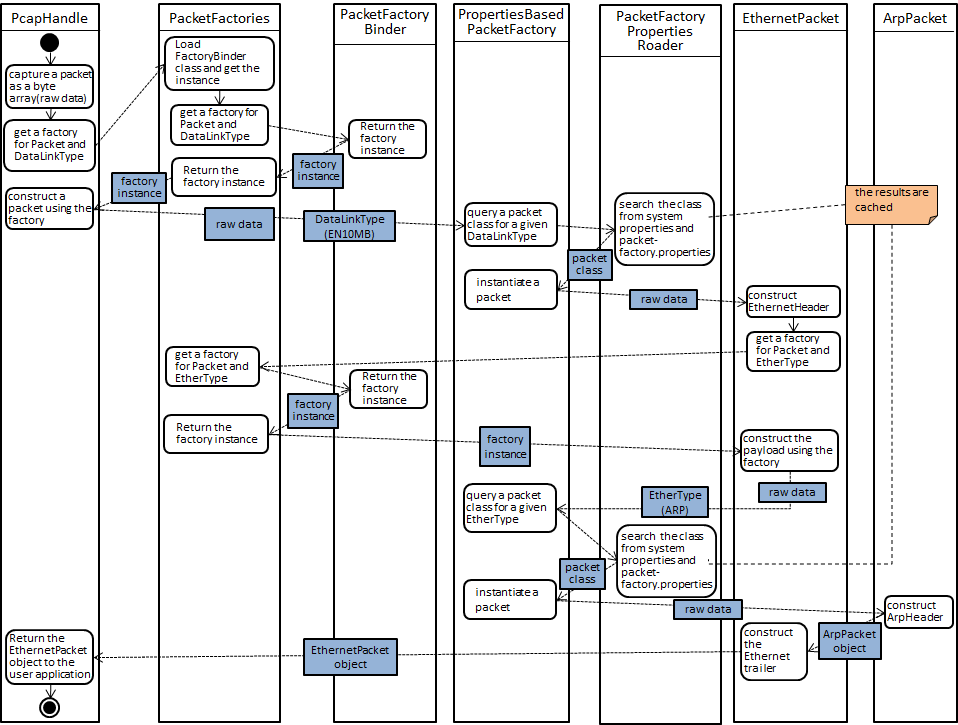 PcapHandle
PacketFactories
PacketFactory
Binder
PropertiesBased
PacketFactory
PacketFactory
Properties
Roader
EthernetPacket
ArpPacket
capture a packet
as a byte
array(raw data)
get a factory
for Packet and
DataLinkType
Load
FactoryBinder
class and get the
instance
get a factory for
Packet and
DataLinkType
Return the
factory
instance
factory
instance
Return the
factory instance
factory
instance
construct a
packet using the
factory
raw data
DataLinkType
(EN10MB)
query a packet
class for a given
DataLinkType
search the class
from system
properties and
packet-
factory.properties
the results are
cached
packet
class
instantiate a
packet
raw data
construct
EthernetHeader
get a factory
for Packet and
EtherType
get a factory
for Packet and
EtherType
Return the
factory
instance
factory
instance
Return the
factory instance
factory
instance
construct the
payload using the
factory
raw data
EtherType
(ARP)
query a packet
class for a given
EtherType
search the class
from system
properties and
packet-
factory.properties
packet
class
instantiate a
packet
raw data
construct
ArpHeader
ArpPacket
object
construct
the
Ethernet
trailer
EthernetPacket
object
Return the
EthernetPacket
object to the
user application